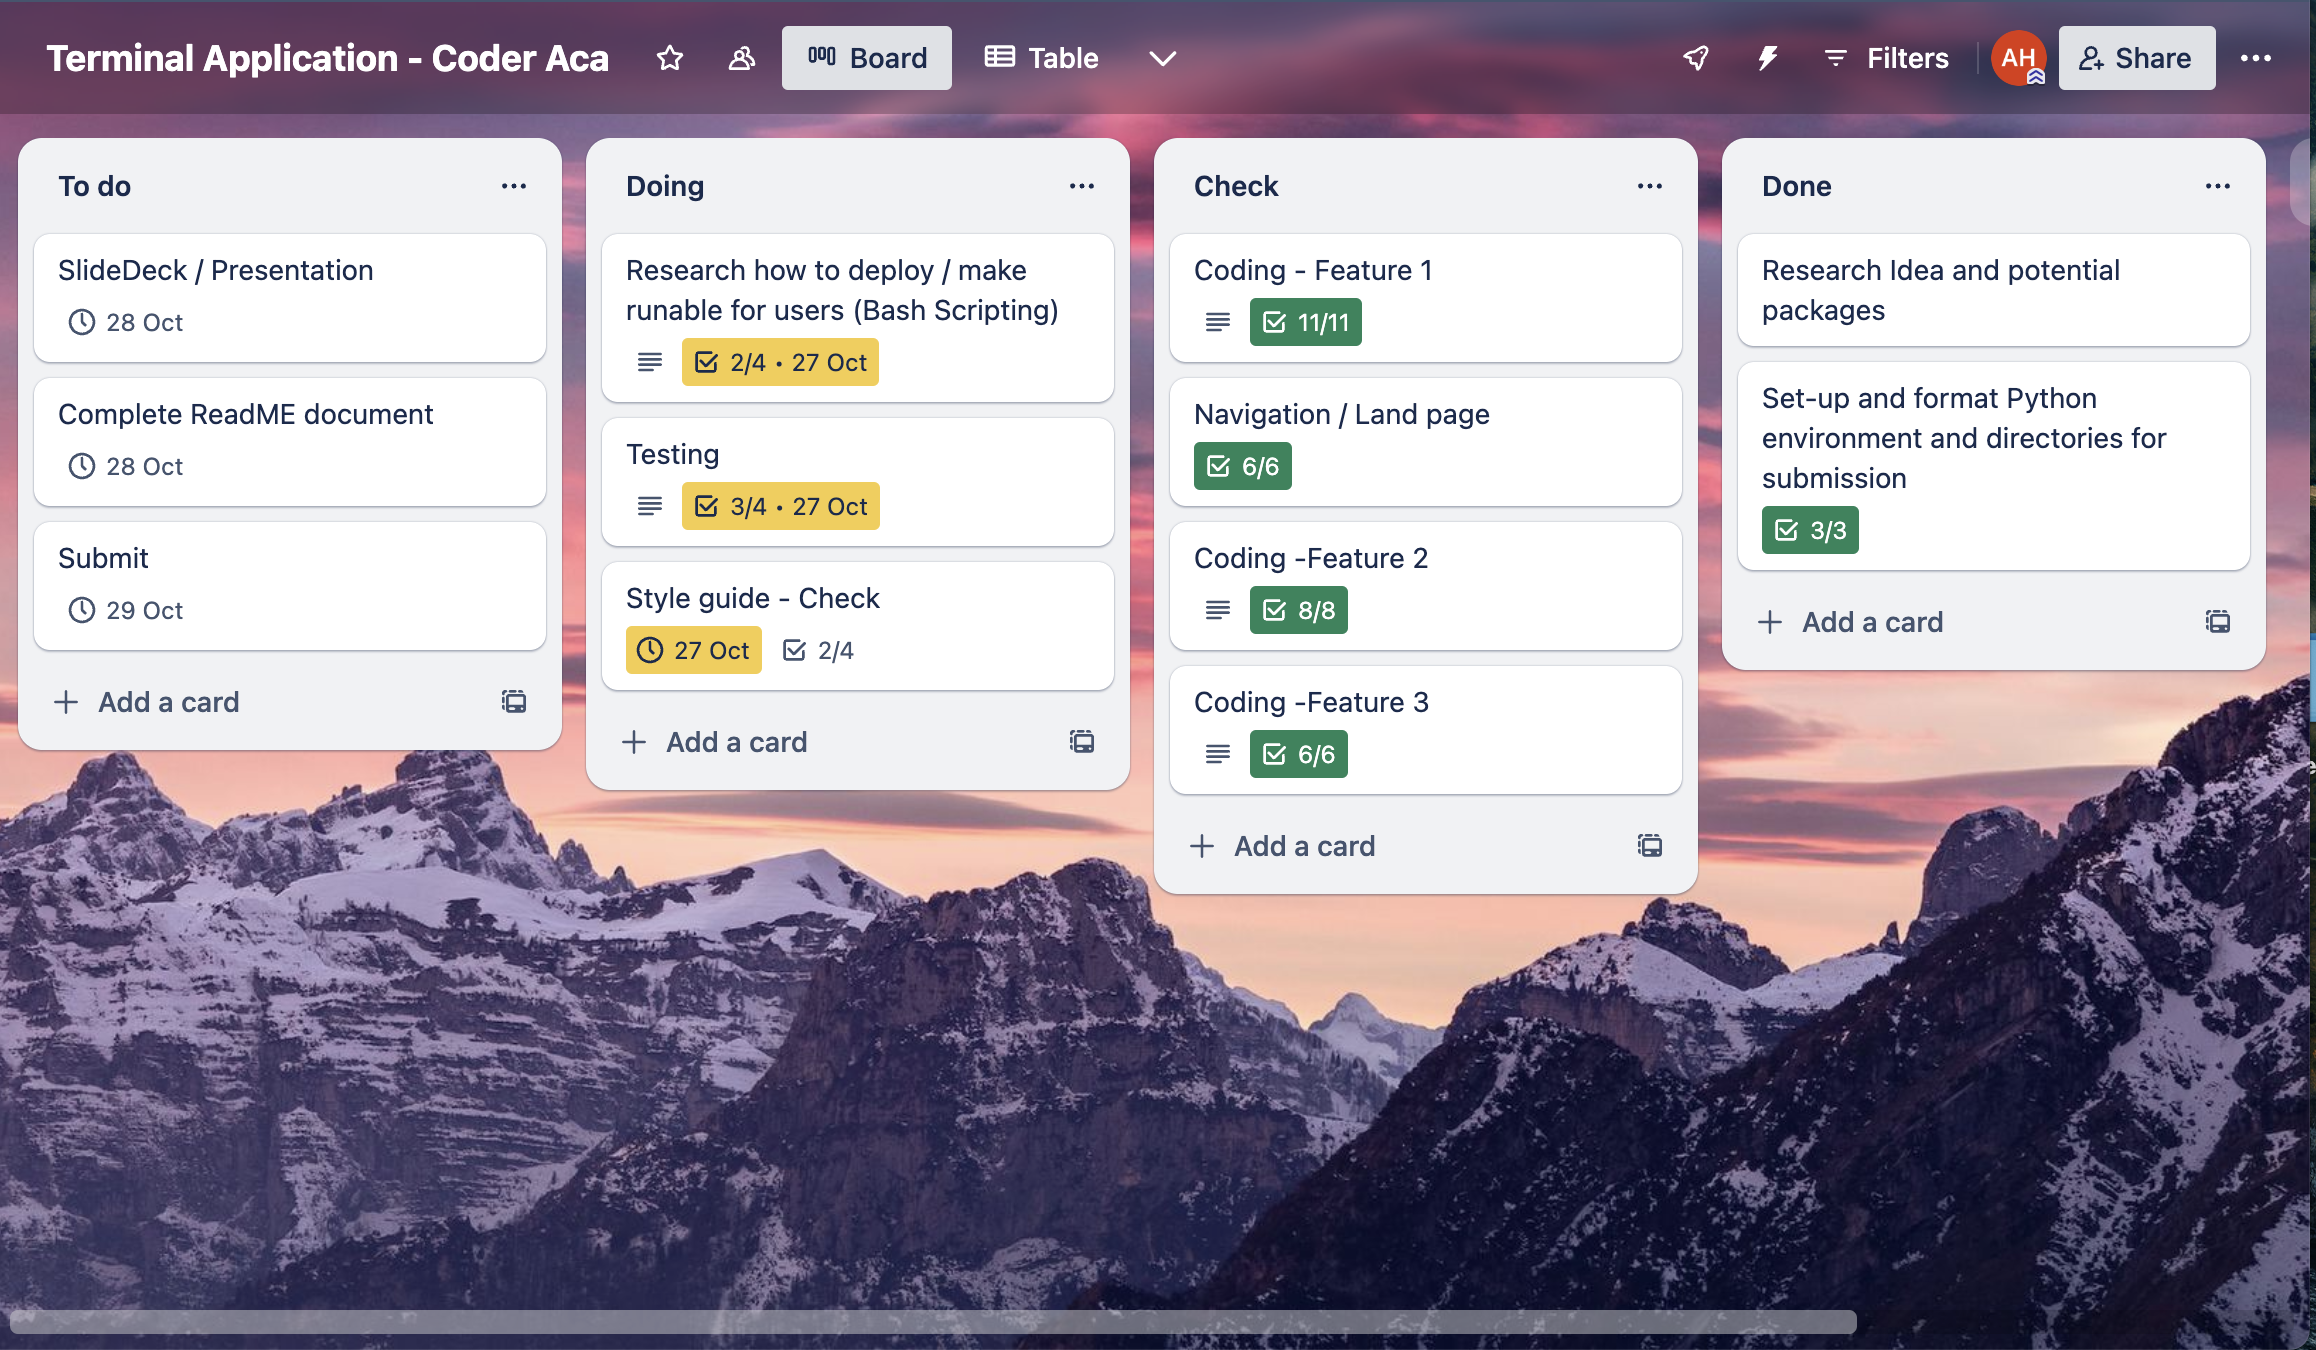 Terminal Application - Coder Aca
Board
Table
Filters
AH
Share
To do
SlideDeck / Presentation
28 Oct
Complete ReadME document
28 Oct
Submit
29 Oct
Add a card
Doing
Research how to deploy / make
runable for users (Bash Scripting)
2/4 • 27 Oct
Testing
3/4 • 27 Oct
Style guide - Check
27 Oct 2/4
Add a card
Check
Coding - Feature 1
11/11
Navigation / Land page
6/6
Coding -Feature 2
8/8
Coding -Feature 3
6/6
Add a card
Done
Research Idea and potential
packages
Set-up and format Python
environment and directories for
submission
3/3
Add a card